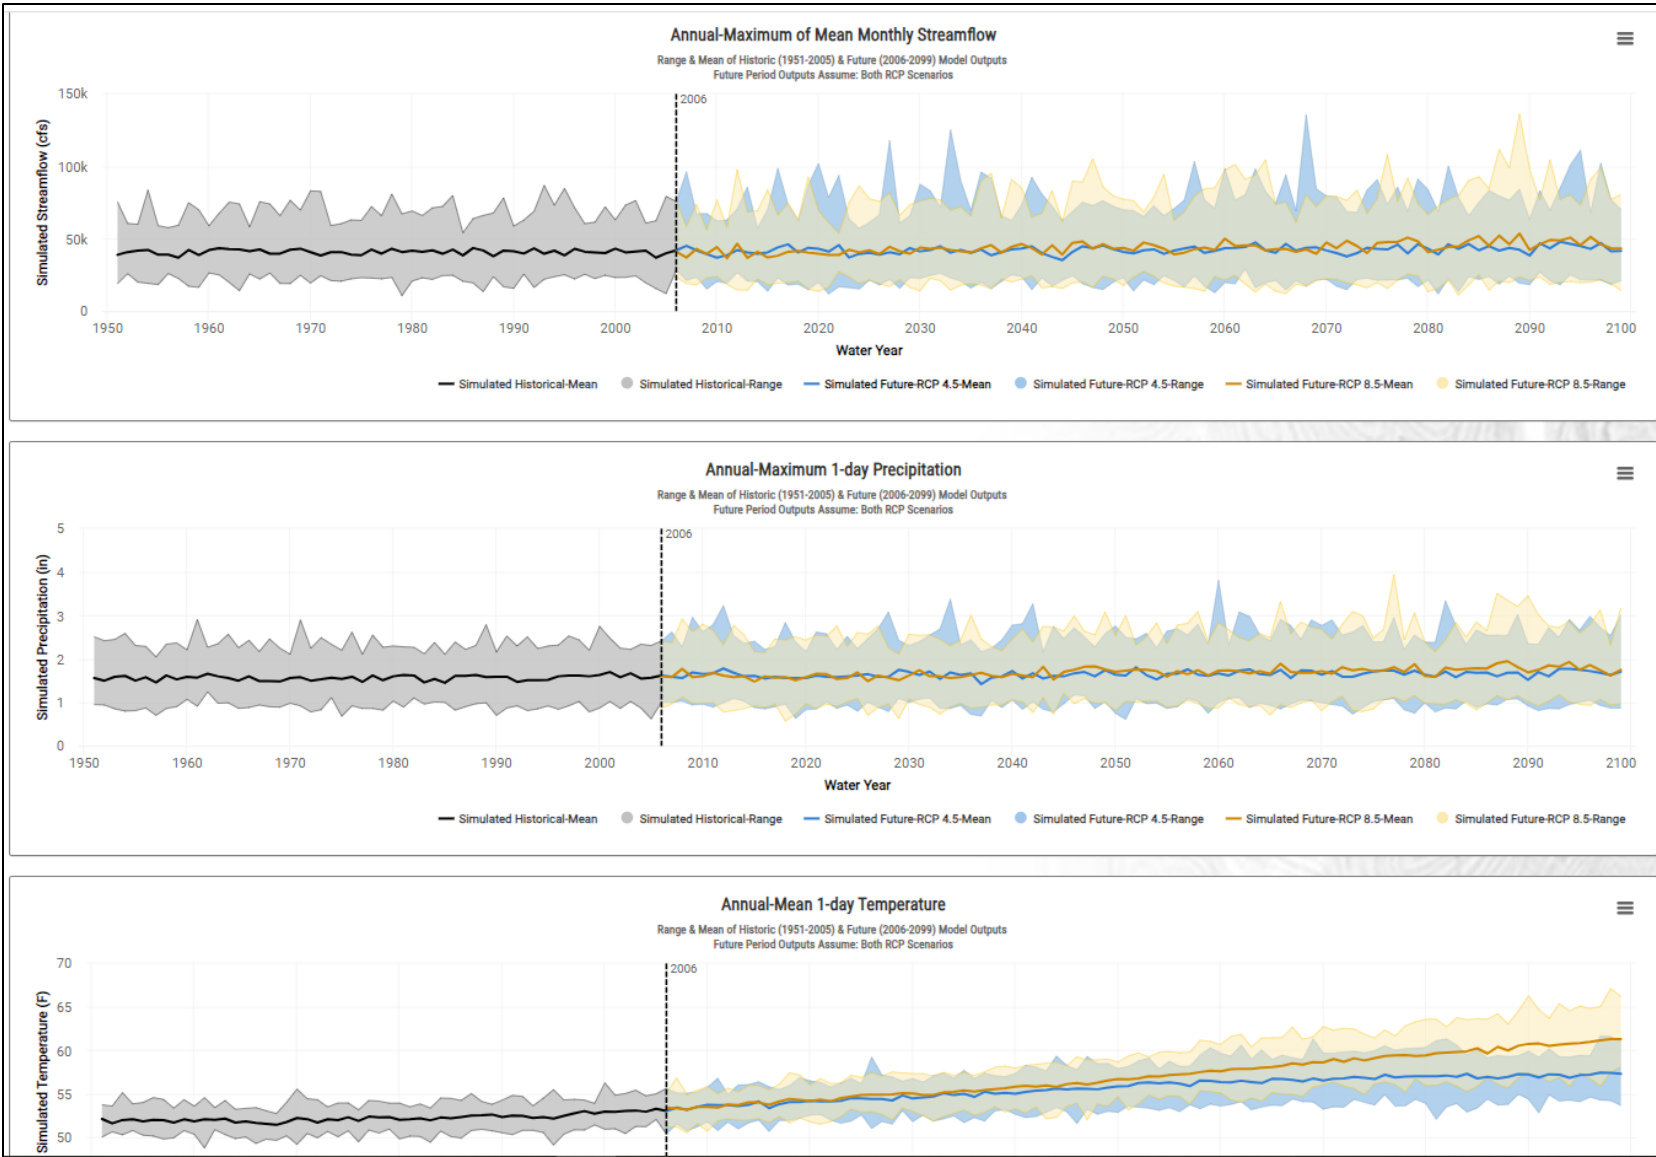 Annual-Maximum of Mean Monthly Streamflow
Range & Mean of Historic (1951-2005) & Future (2006-2099) Model Outputs
Future Period Outputs Assume: Both RCP Scenarios
Simulated Streamflow (cfs)
150k
100k
50k
0
2006
1950 1960 1970 1980 1990 2000 2010 2020 2030 2040 2050 2060 2070 2080 2090 2100
Water Year
Simulated Historical-Mean Simulated Historical-Range Simulated Future-RCP 4.5-Mean Simulated Future-RCP 4.5-Range Simulated Future-RCP 8.5-Mean Simulated Future-RCP 8.5-Range
Annual-Maximum 1-day Precipitation
Range & Mean of Historic (1951-2005) & Future (2006-2099) Model Outputs
Future Period Outputs Assume: Both RCP Scenarios
Simulated Precipitation (in)
5
4
3
2
1
0
2006
1950 1960 1970 1980 1990 2000 2010 2020 2030 2040 2050 2060 2070 2080 2090 2100
Water Year
Simulated Historical-Mean Simulated Historical-Range Simulated Future-RCP 4.5-Mean Simulated Future-RCP 4.5-Range Simulated Future-RCP 8.5-Mean Simulated Future-RCP 8.5-Range
Annual-Mean 1-day Temperature
Range & Mean of Historic (1951-2005) & Future (2006-2099) Model Outputs
Future Period Outputs Assume: Both RCP Scenarios
Simulated Temperature (F)
70
65
60
55
50
2006